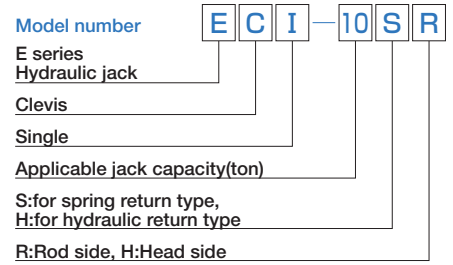 Model number E C I — 10 S R
E series
Hydraulic jack
Clevis
Single
Applicable jack capacity(ton)
S:for spring return type,
H:for hydraulic return type
R:Rod side, H:Head side